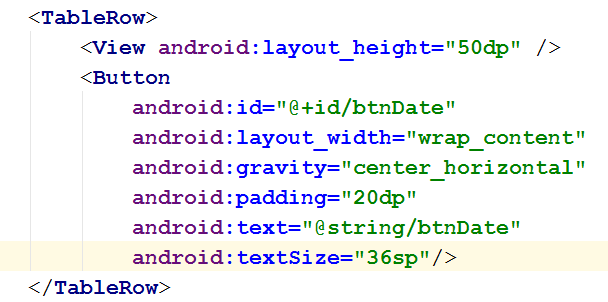 <TableRow>
<View android:layout_height="50dp" />
<Button
android:id="@+id/btnDate"
android:layout_width="wrap_content"
android:gravity="center_horizontal"
android:padding="20dp"
android:text="@string/btnDate"
android:textSize="36sp"/>
</TableRow>